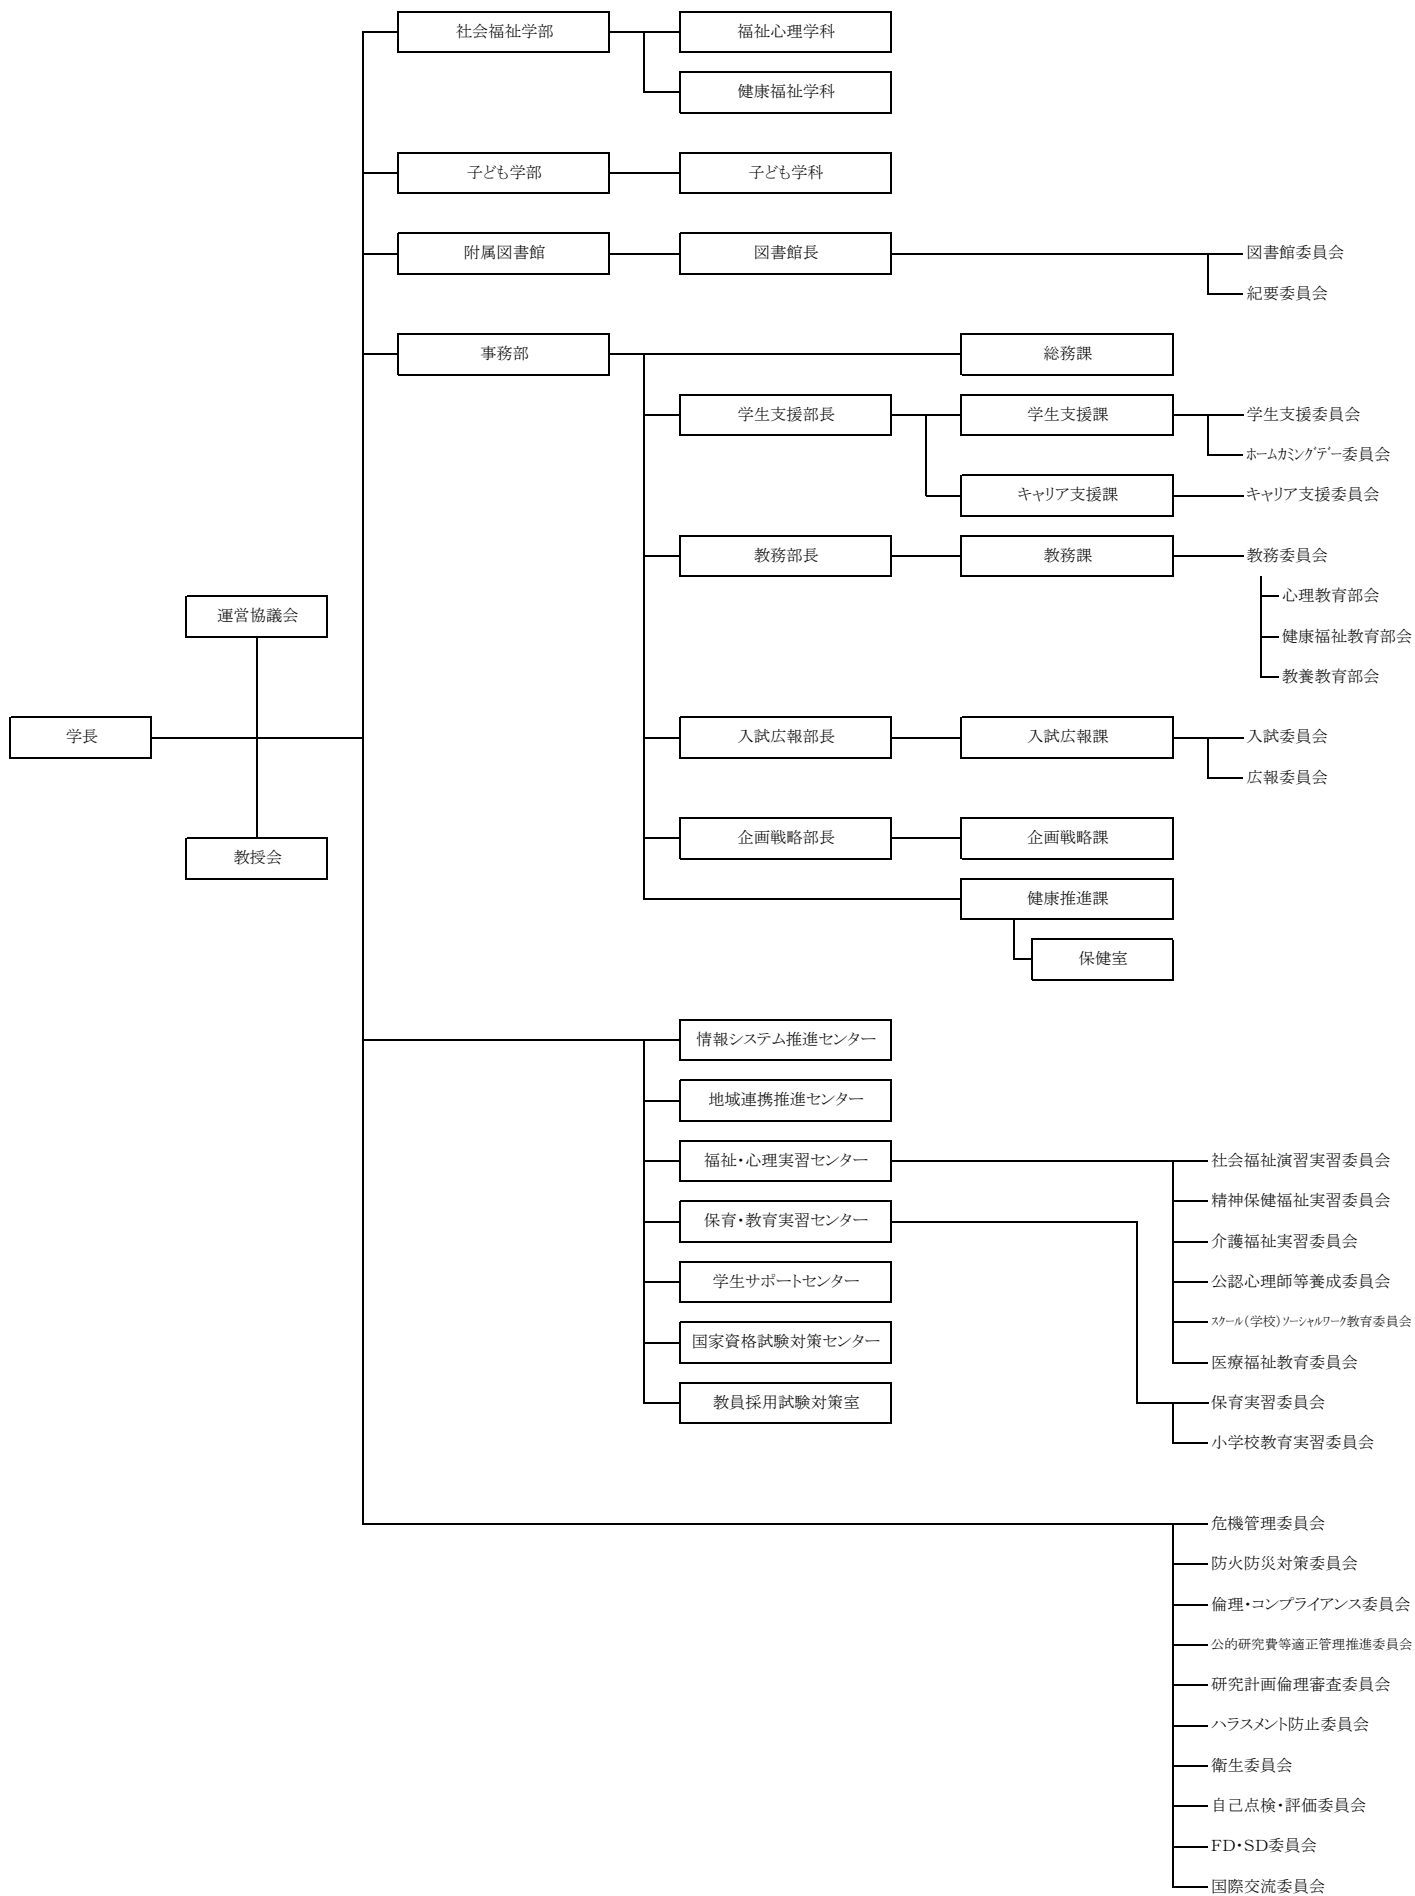 社会福祉学部
福祉心理学科
健康福祉学科
子ども学部
子ども学科
附属図書館
図書館長
図書館委員会
紀要委員会
事務部
総務課
学生支援部長
学生支援課
学生支援委員会
ホームカミングデー委員会
キャリア支援課
キャリア支援委員会
教務部長
教務課
教務委員会
心理教育部会
運営協議会
健康福祉教育部会
教養教育部会
学長
入試広報部長
入試広報課
入試委員会
広報委員会
企画戦略部長
企画戦略課
教授会
健康推進課
保健室
情報システム推進センター
地域連携推進センター
福祉・心理実習センター
社会福祉演習実習委員会
精神保健福祉実習委員会
保育・教育実習センター
介護福祉実習委員会
学生サポートセンター
公認心理師等養成委員会
スクール(学校)ソーシャルワーク教育委員会
国家資格試験対策センター
医療福祉教育委員会
教員採用試験対策室
保育実習委員会
小学校教育実習委員会
危機管理委員会
防火防災対策委員会
倫理・コンプライアンス委員会
公的研究費等適正管理推進委員会
研究計画倫理審査委員会
ハラスメント防止委員会
衛生委員会
自己点検・評価委員会
FD・SD委員会
国際交流委員会